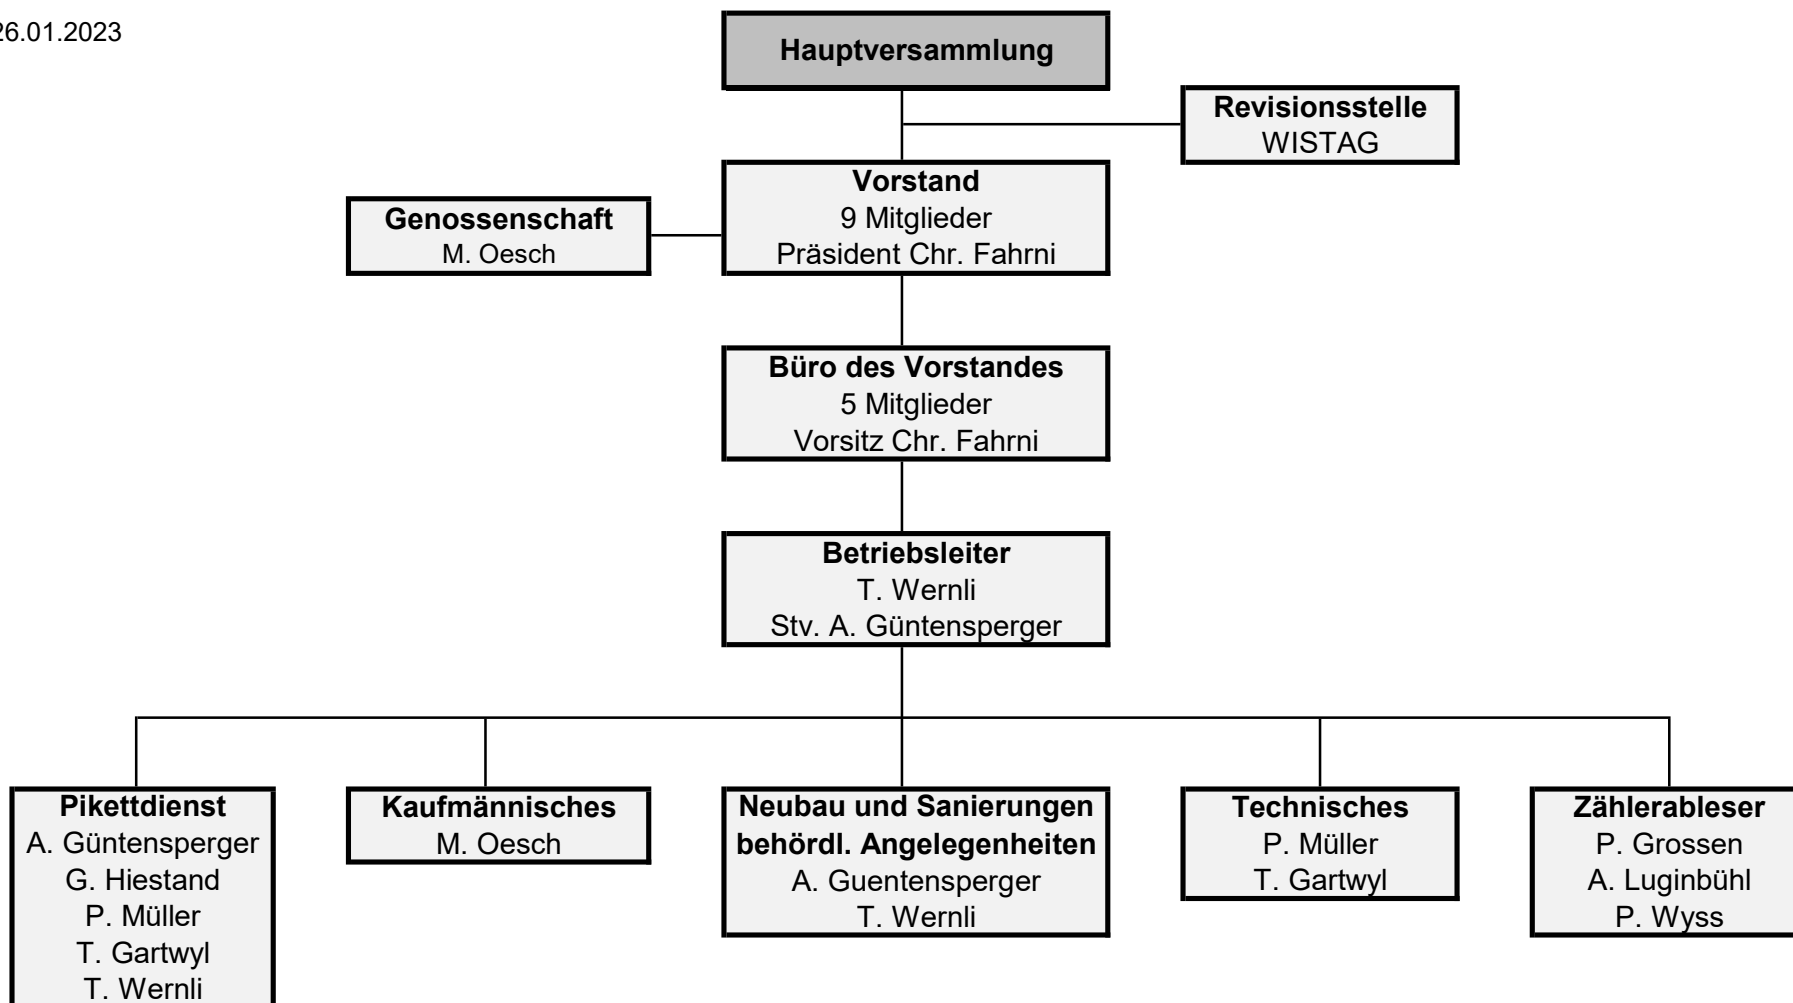 26.01.2023
Hauptversammlung
Revisionsstelle
WISTAG
Vorstand
9 Mitglieder
Präsident Chr. Fahrni
Genossenschaft
M. Oesch
Büro des Vorstandes
5 Mitglieder
Vorsitz Chr. Fahrni
Betriebsleiter
T. Wernli
Stv. A. Güntensperger
Pikettdienst
A. Güntensperger
G. Hiestand
P. Müller
T. Gartwyl
T. Wernli
Kaufmännisches
M. Oesch
Neubau und Sanierungen
behördl. Angelegenheiten
A. Guentensperger
T. Wernli
Technisches
P. Müller
T. Gartwyl
Zählerableser
P. Grossen
A. Luginbühl
P. Wyss